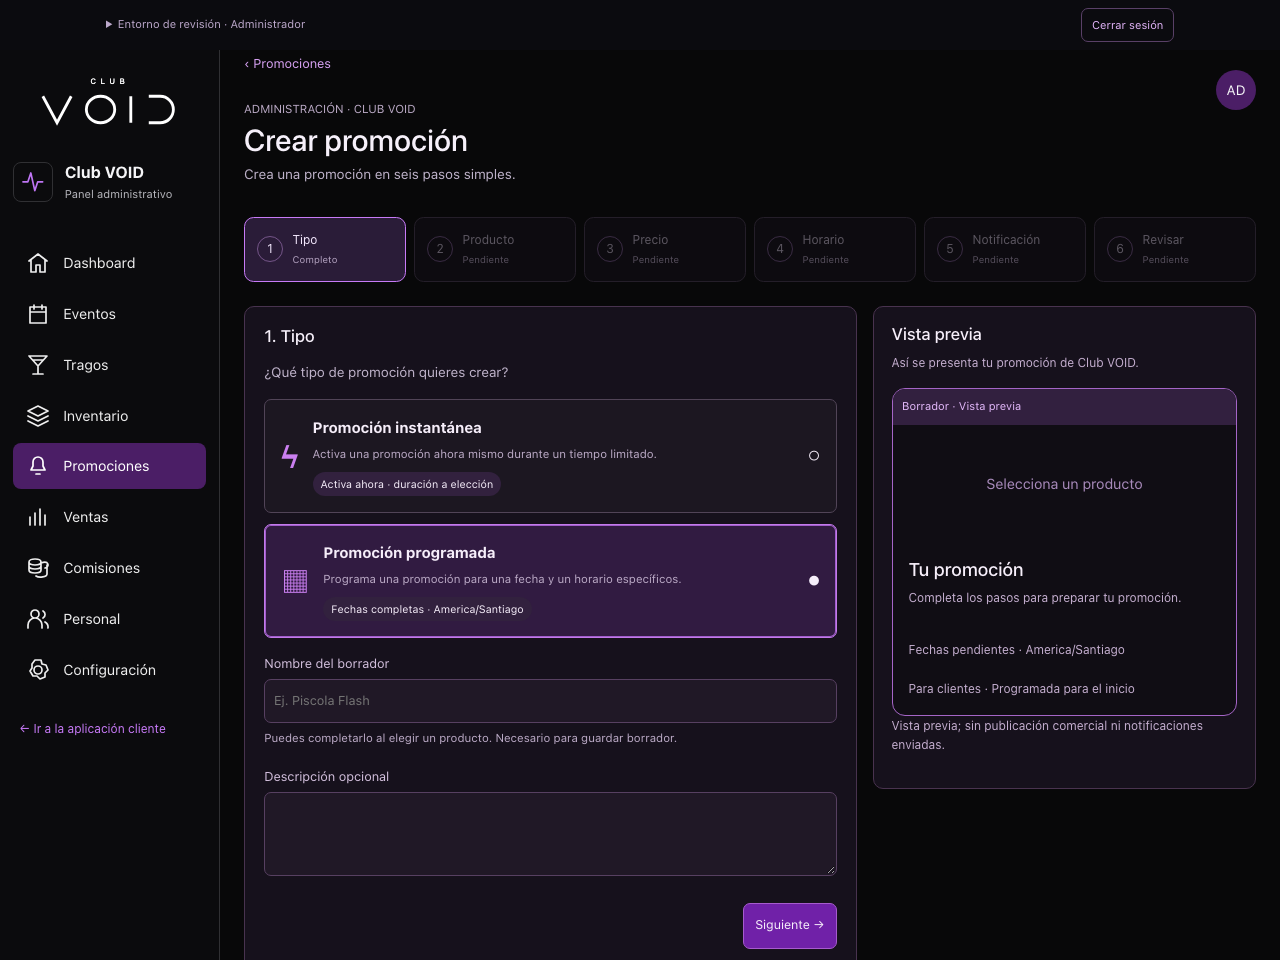 ▶ Entorno de revisión · Administrador
Cerrar sesión
CLUB
VOID
Club VOID
Panel administrativo
Dashboard
Eventos
Tragos
Inventario
Promociones
Ventas
Comisiones
Personal
Configuración
← Ir a la aplicación cliente
‹ Promociones
AD
ADMINISTRACIÓN · CLUB VOID
Crear promoción
Crea una promoción en seis pasos simples.
1 Tipo
Completo
2 Producto
Pendiente
3 Precio
Pendiente
4 Horario
Pendiente
5 Notificación
Pendiente
6 Revisar
Pendiente
1. Tipo
¿Qué tipo de promoción quieres crear?
Promoción instantánea
Activa una promoción ahora mismo durante un tiempo limitado.
Activa ahora · duración a elección
Promoción programada
Programa una promoción para una fecha y un horario específicos.
Fechas completas · America/Santiago
Nombre del borrador
Ej. Piscola Flash
Puedes completarlo al elegir un producto. Necesario para guardar borrador.
Descripción opcional
Siguiente →
Vista previa
Así se presenta tu promoción de Club VOID.
Borrador · Vista previa
Selecciona un producto
Tu promoción
Completa los pasos para preparar tu promoción.
Fechas pendientes · America/Santiago
Para clientes · Programada para el inicio
Vista previa; sin publicación comercial ni notificaciones
enviadas.